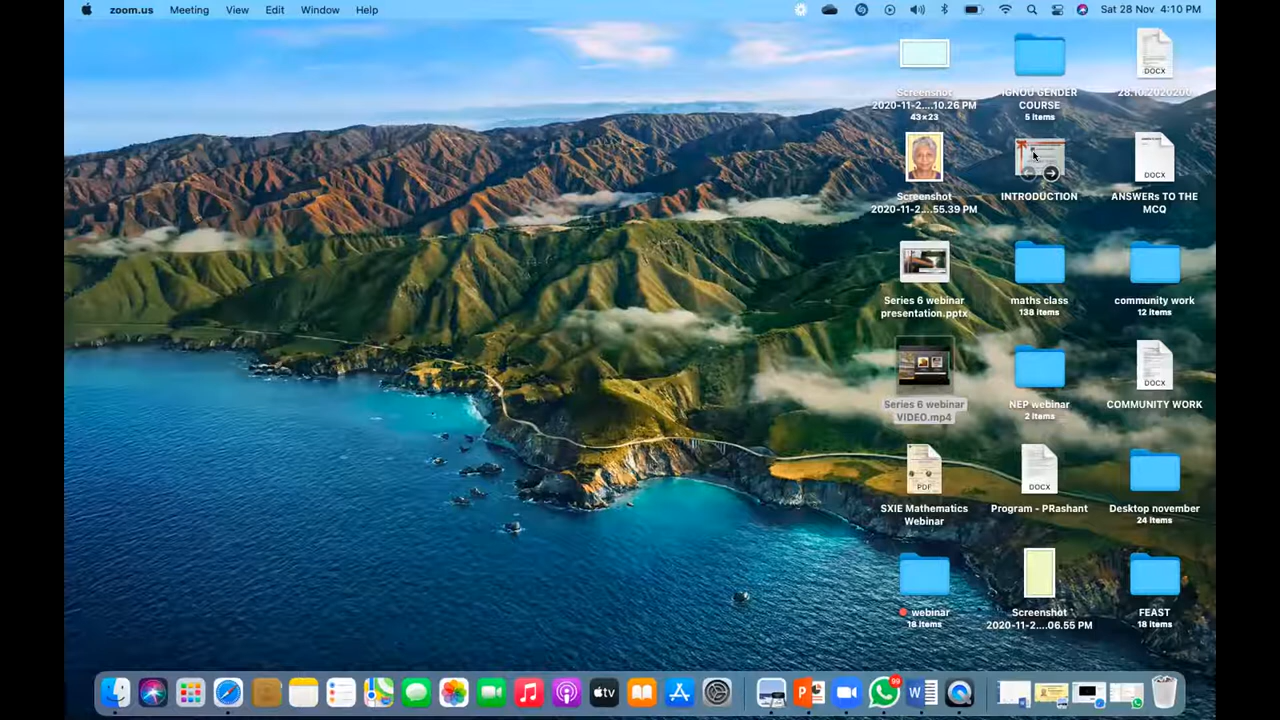 zoom.us Meeting View Edit Window Help
Sat 28 Nov 4:10 PM
Screenshot
2020-11-2....10.26 PM
43×23
IGNOU GENDER
COURSE
5 items
DOCX
Screenshot
2020-11-2....55.39 PM
INTRODUCTION
DOCX
ANSWERs TO THE
MCQ
Series 6 webinar
presentation.pptx
maths class
138 items
community work
12 items
Series 6 webinar
VIDEO.mp4
NEP webinar
2 items
DOCX
COMMUNITY WORK
PDF
SXIE Mathematics
Webinar
DOCX
Program - PRashant
Desktop november
24 items
webinar
18 items
Screenshot
2020-11-2....06.55 PM
FEAST
18 items
tv
99